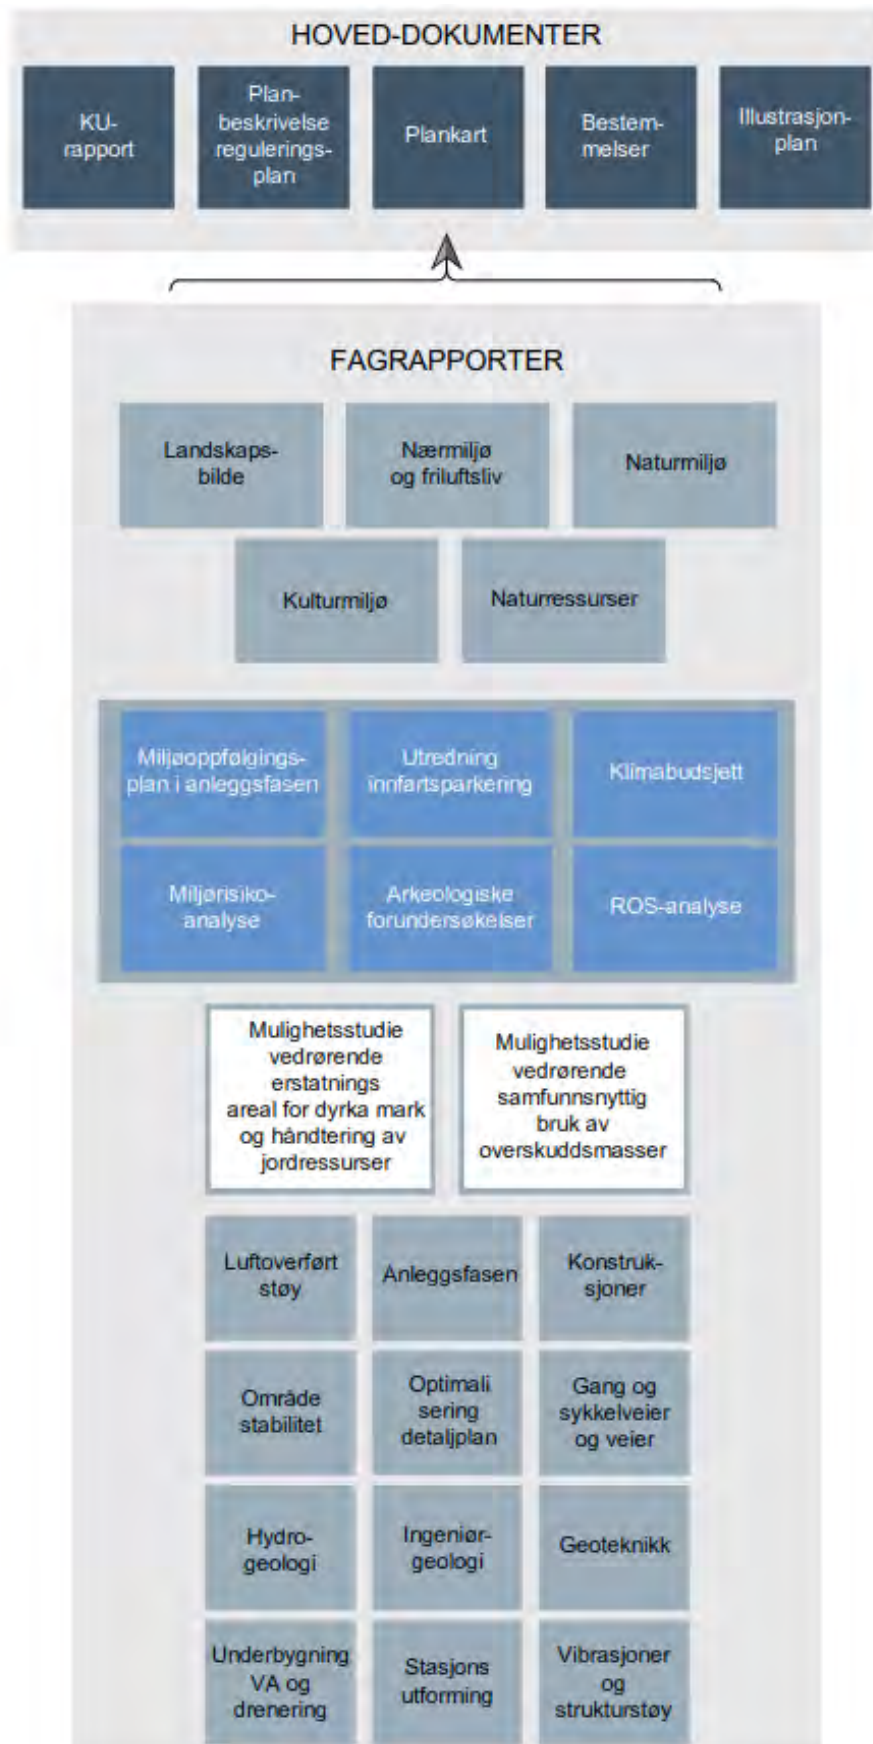 HOVED-DOKUMENTER
KU-
rapport
Plan-
beskrivelse
regulerings-
plan
Plankart
Bestem-
mmelser
Illustrasjon-
plan
FAGRAPPORTER
Landskaps-
bilde
Nærmiljø
og friluftsliv
Naturmiljø
Kulturmiljø
Naturressurser
Miljøoppfølgings-
plan i anleggsfasen
Utredning
innfartsparkering
Klimabudsjett
Miljørisiko-
analyse
Arkeologiske
forundersøkelser
ROS-analyse
Mulighetsstudie
vedrørende
erstatnings
areal for dyrka mark
og håndtering av
jordressurser
Mulighetsstudie
vedrørende
samfunnsnyttig
bruk av
overskuddsmasser
Luftoverført
støy
Anleggsfasen
Konstruk-
sjoner
Område
stabilitet
Optimali
sering
detaljplan
Gang og
sykkelveier
og veier
Hydro-
geologi
Ingeniør-
geologi
Geoteknikk
Underbygning
VA og
drenering
Stasjons
utforming
Vibrasjoner
og
strukturstøy